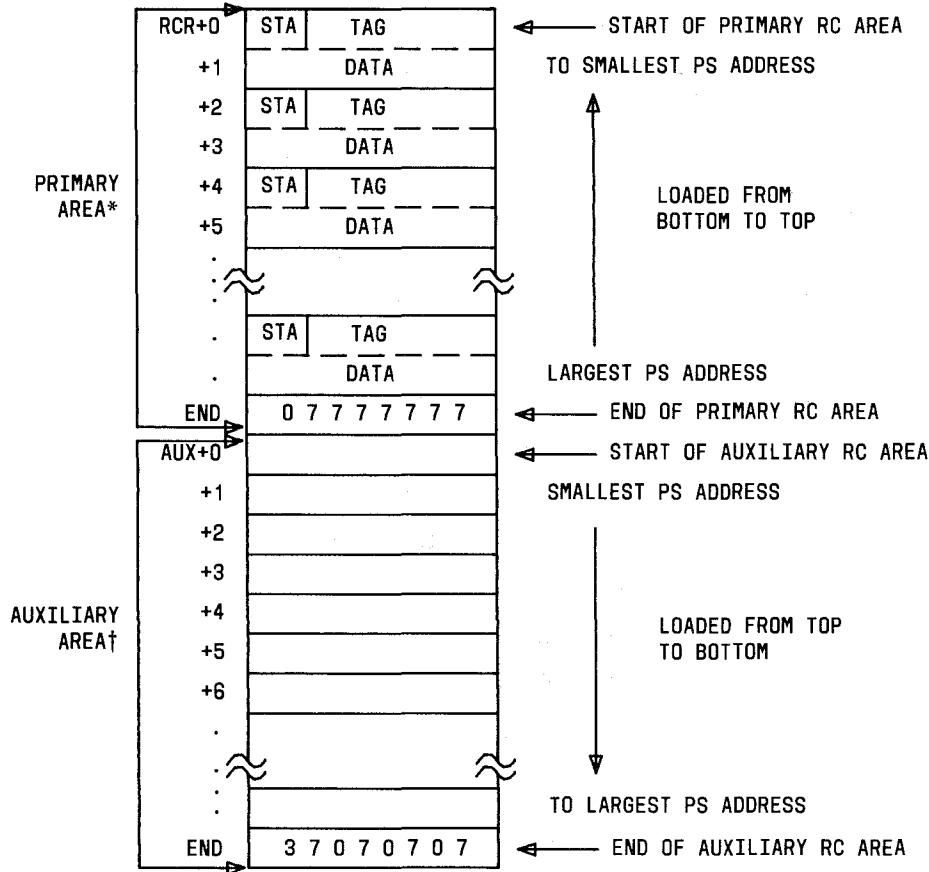 RCR+0 STA TAG START OF PRIMARY RC AREA
+1 DATA TO SMALLEST PS ADDRESS
+2 STA TAG
+3 DATA
PRIMARY AREA*
+4 STA TAG
LOADED FROM BOTTOM TO TOP
+5 DATA
.
.
.
. STA TAG
. DATA LARGEST PS ADDRESS
END 0 7 7 7 7 7 7 7 END OF PRIMARY RC AREA
AUX+0 START OF AUXILIARY RC AREA
+1 SMALLEST PS ADDRESS
+2
+3
AUXILIARY AREA†
+4
LOADED FROM TOP TO BOTTOM
+5
+6
.
.
.
. TO LARGEST PS ADDRESS
END 3 7 0 7 0 7 0 7 END OF AUXILIARY RC AREA